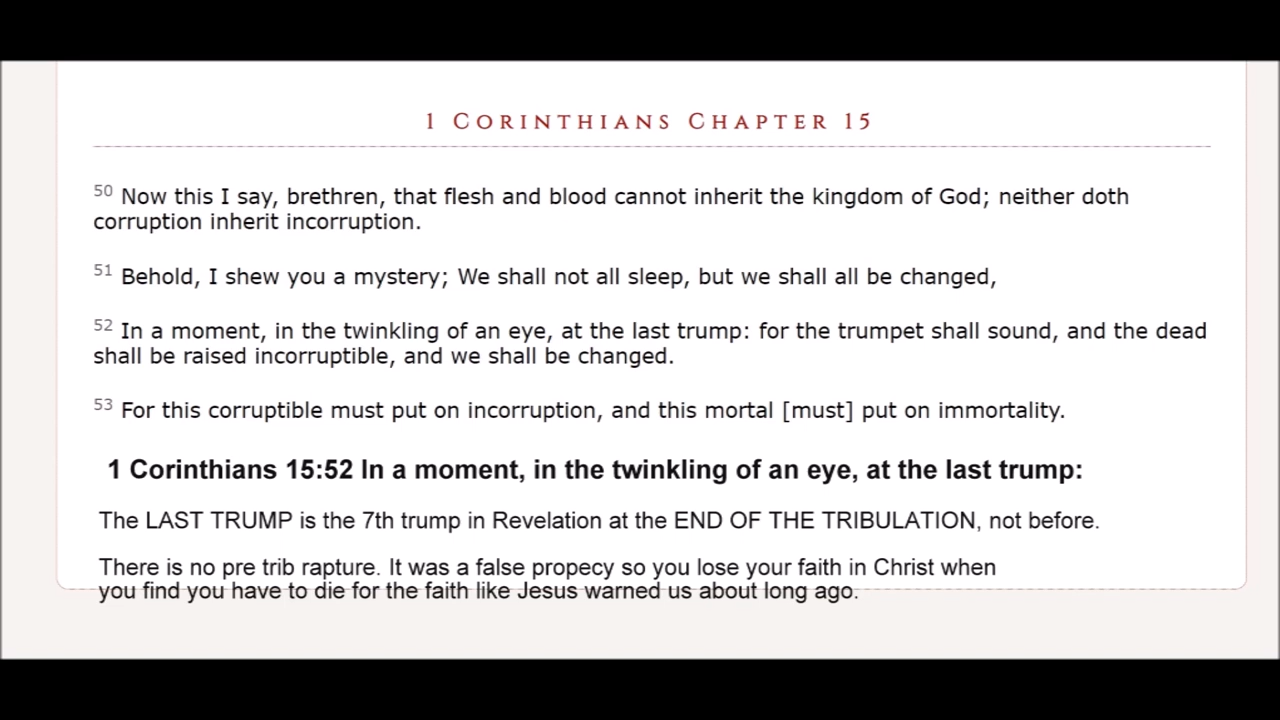 1 Corinthians Chapter 15
50 Now this I say, brethren, that flesh and blood cannot inherit the kingdom of God; neither doth
corruption inherit incorruption.
51 Behold, I shew you a mystery; We shall not all sleep, but we shall all be changed,
52 In a moment, in the twinkling of an eye, at the last trump: for the trumpet shall sound, and the dead
shall be raised incorruptible, and we shall be changed.
53 For this corruptible must put on incorruption, and this mortal [must] put on immortality.
1 Corinthians 15:52 In a moment, in the twinkling of an eye, at the last trump:
The LAST TRUMP is the 7th trump in Revelation at the END OF THE TRIBULATION, not before.
There is no pre trib rapture. It was a false propecy so you lose your faith in Christ when
you find you have to die for the faith like Jesus warned us about long ago.